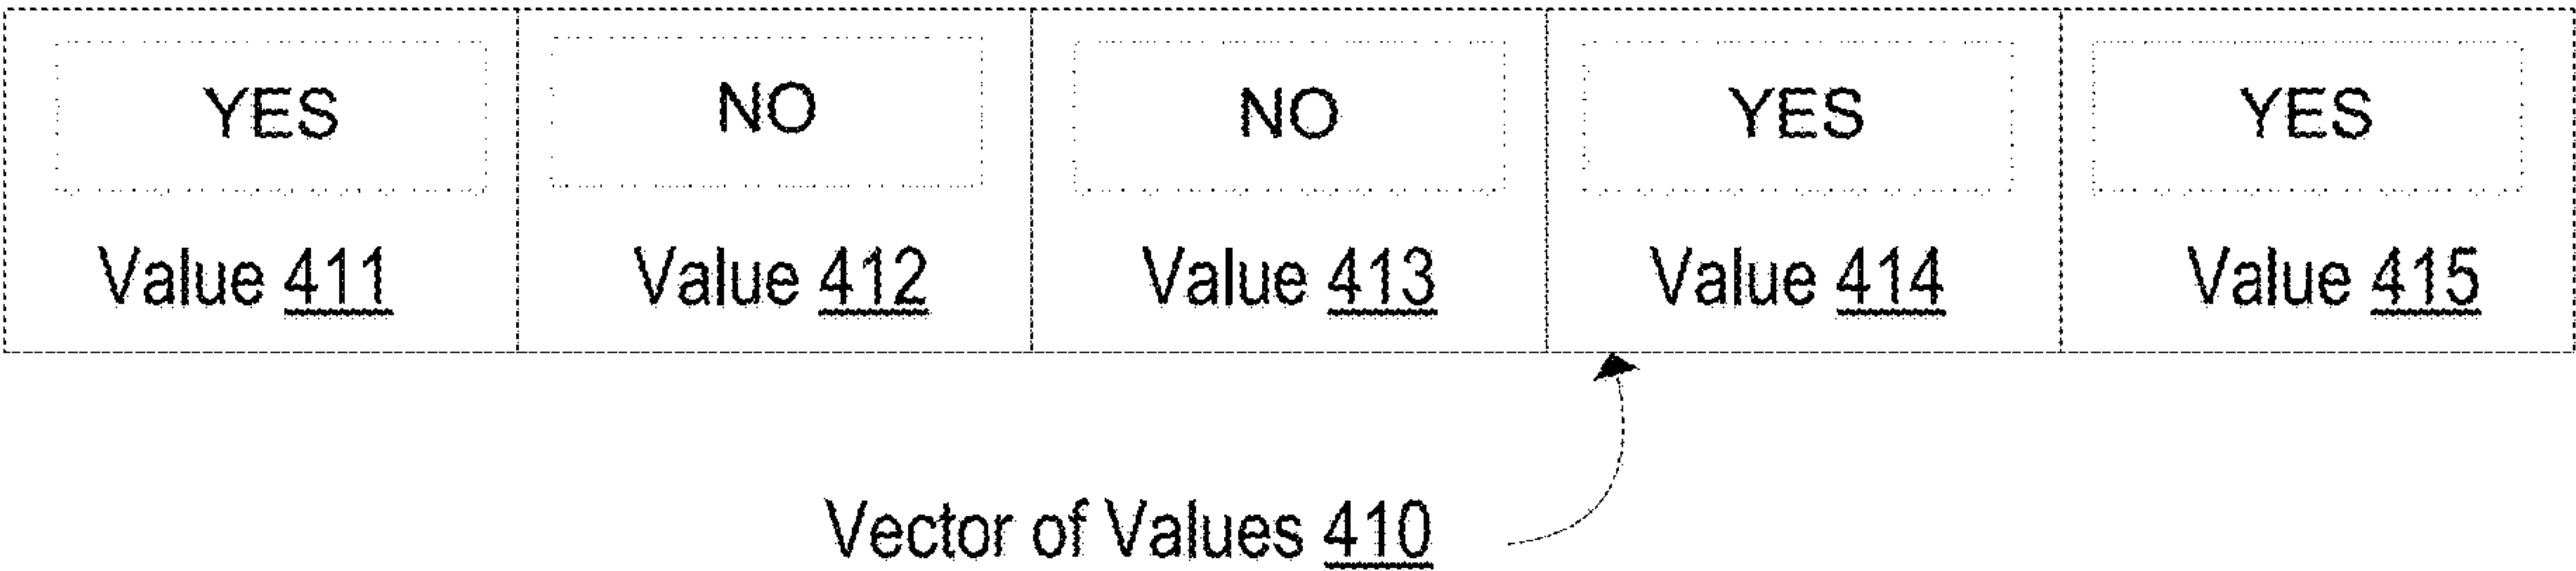 YES NO NO YES YES
Value 411 Value 412 Value 413 Value 414 Value 415
Vector of Values 410